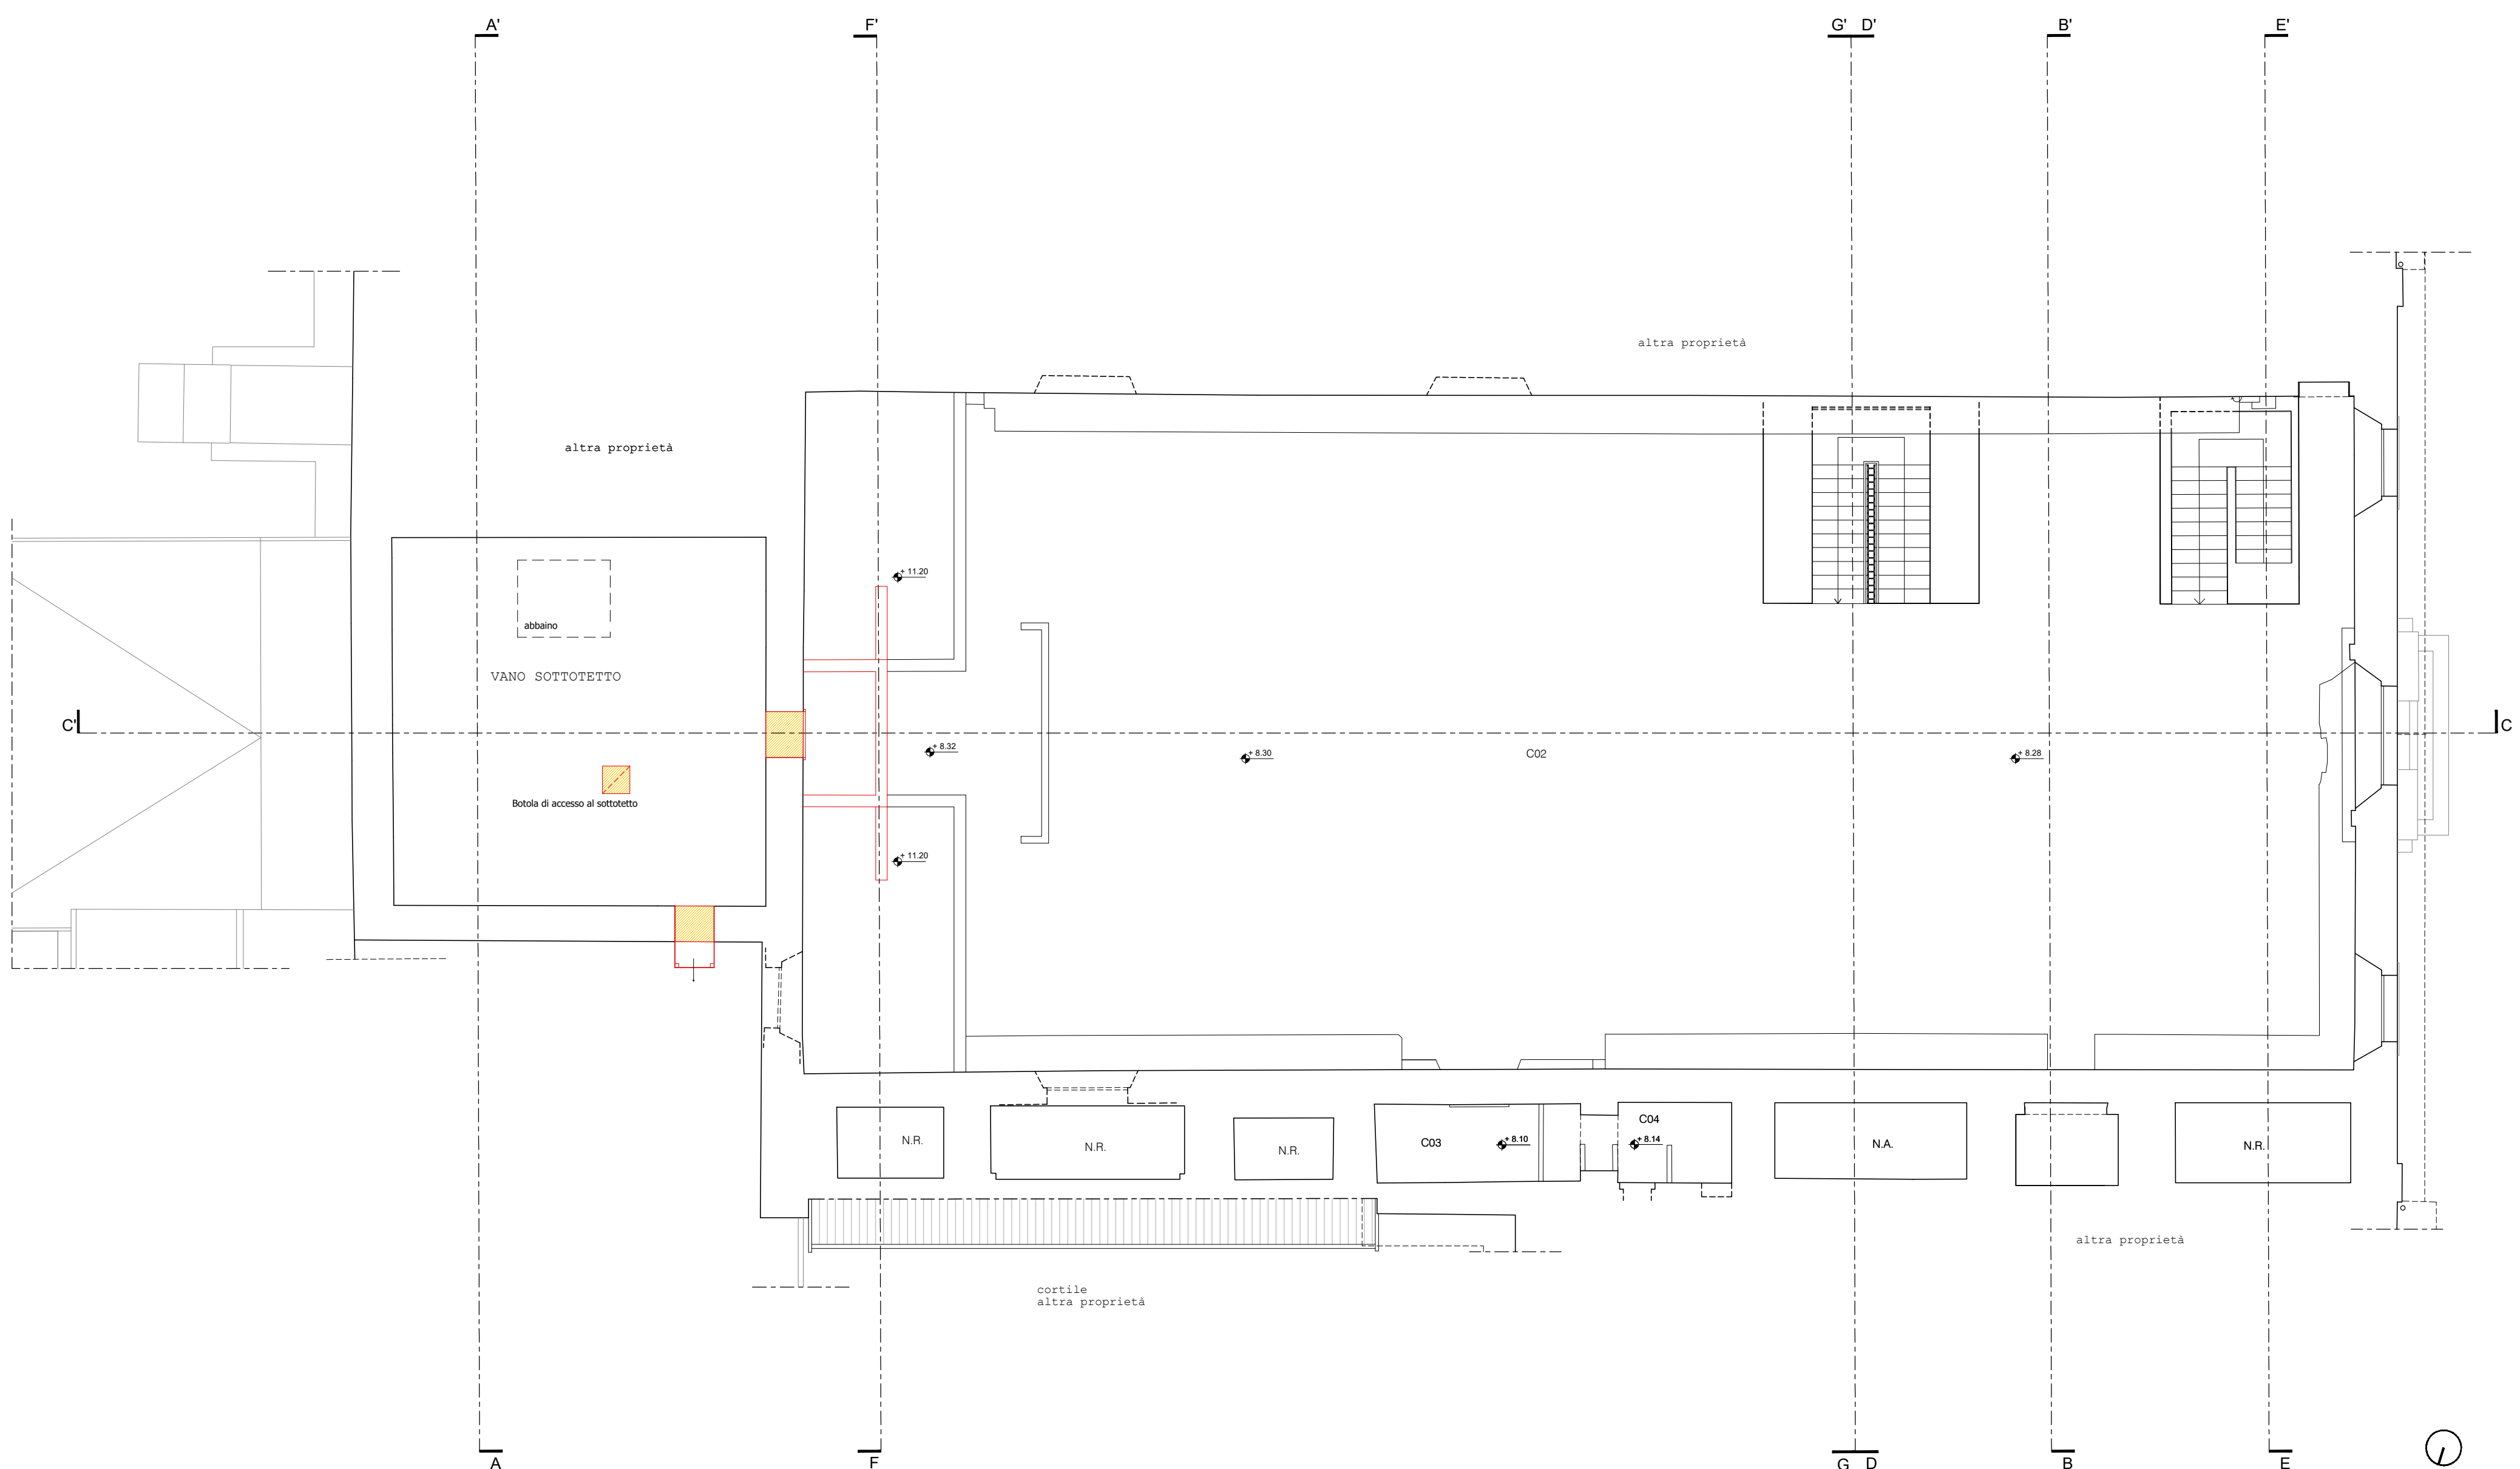 A'
F'
G' D'
B'
E'
altra proprietà
altra proprietà
+ 11.20
abbaino
VANO SOTTOTETTO
C'
C
+ 8.32
+ 8.30
C02
+ 8.28
Botola di accesso al sottotetto
+ 11.20
N.R.
N.R.
N.R.
C03
+ 8.10
C04
+ 8.14
N.A.
N.R.
altra proprietà
cortile
altra proprietà
A
F
G D
B
E